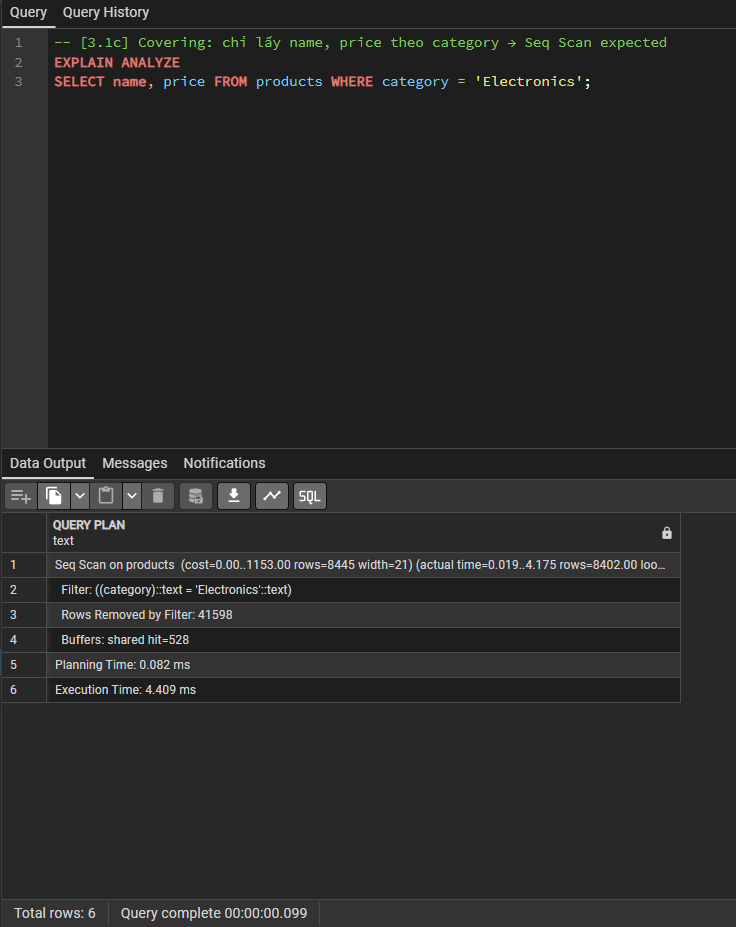 Query Query History
1 -- [3.1c] Covering: chỉ lấy name, price theo category → Seq Scan expected
2 EXPLAIN ANALYZE
3 SELECT name, price FROM products WHERE category = 'Electronics';
Data Output Messages Notifications
SQL
QUERY PLAN
text
1 Seq Scan on products (cost=0.00..1153.00 rows=8445 width=21) (actual time=0.019..4.175 rows=8402.00 loo...
2 Filter: ((category)::text = 'Electronics'::text)
3 Rows Removed by Filter: 41598
4 Buffers: shared hit=528
5 Planning Time: 0.082 ms
6 Execution Time: 4.409 ms
Total rows: 6 Query complete 00:00:00.099